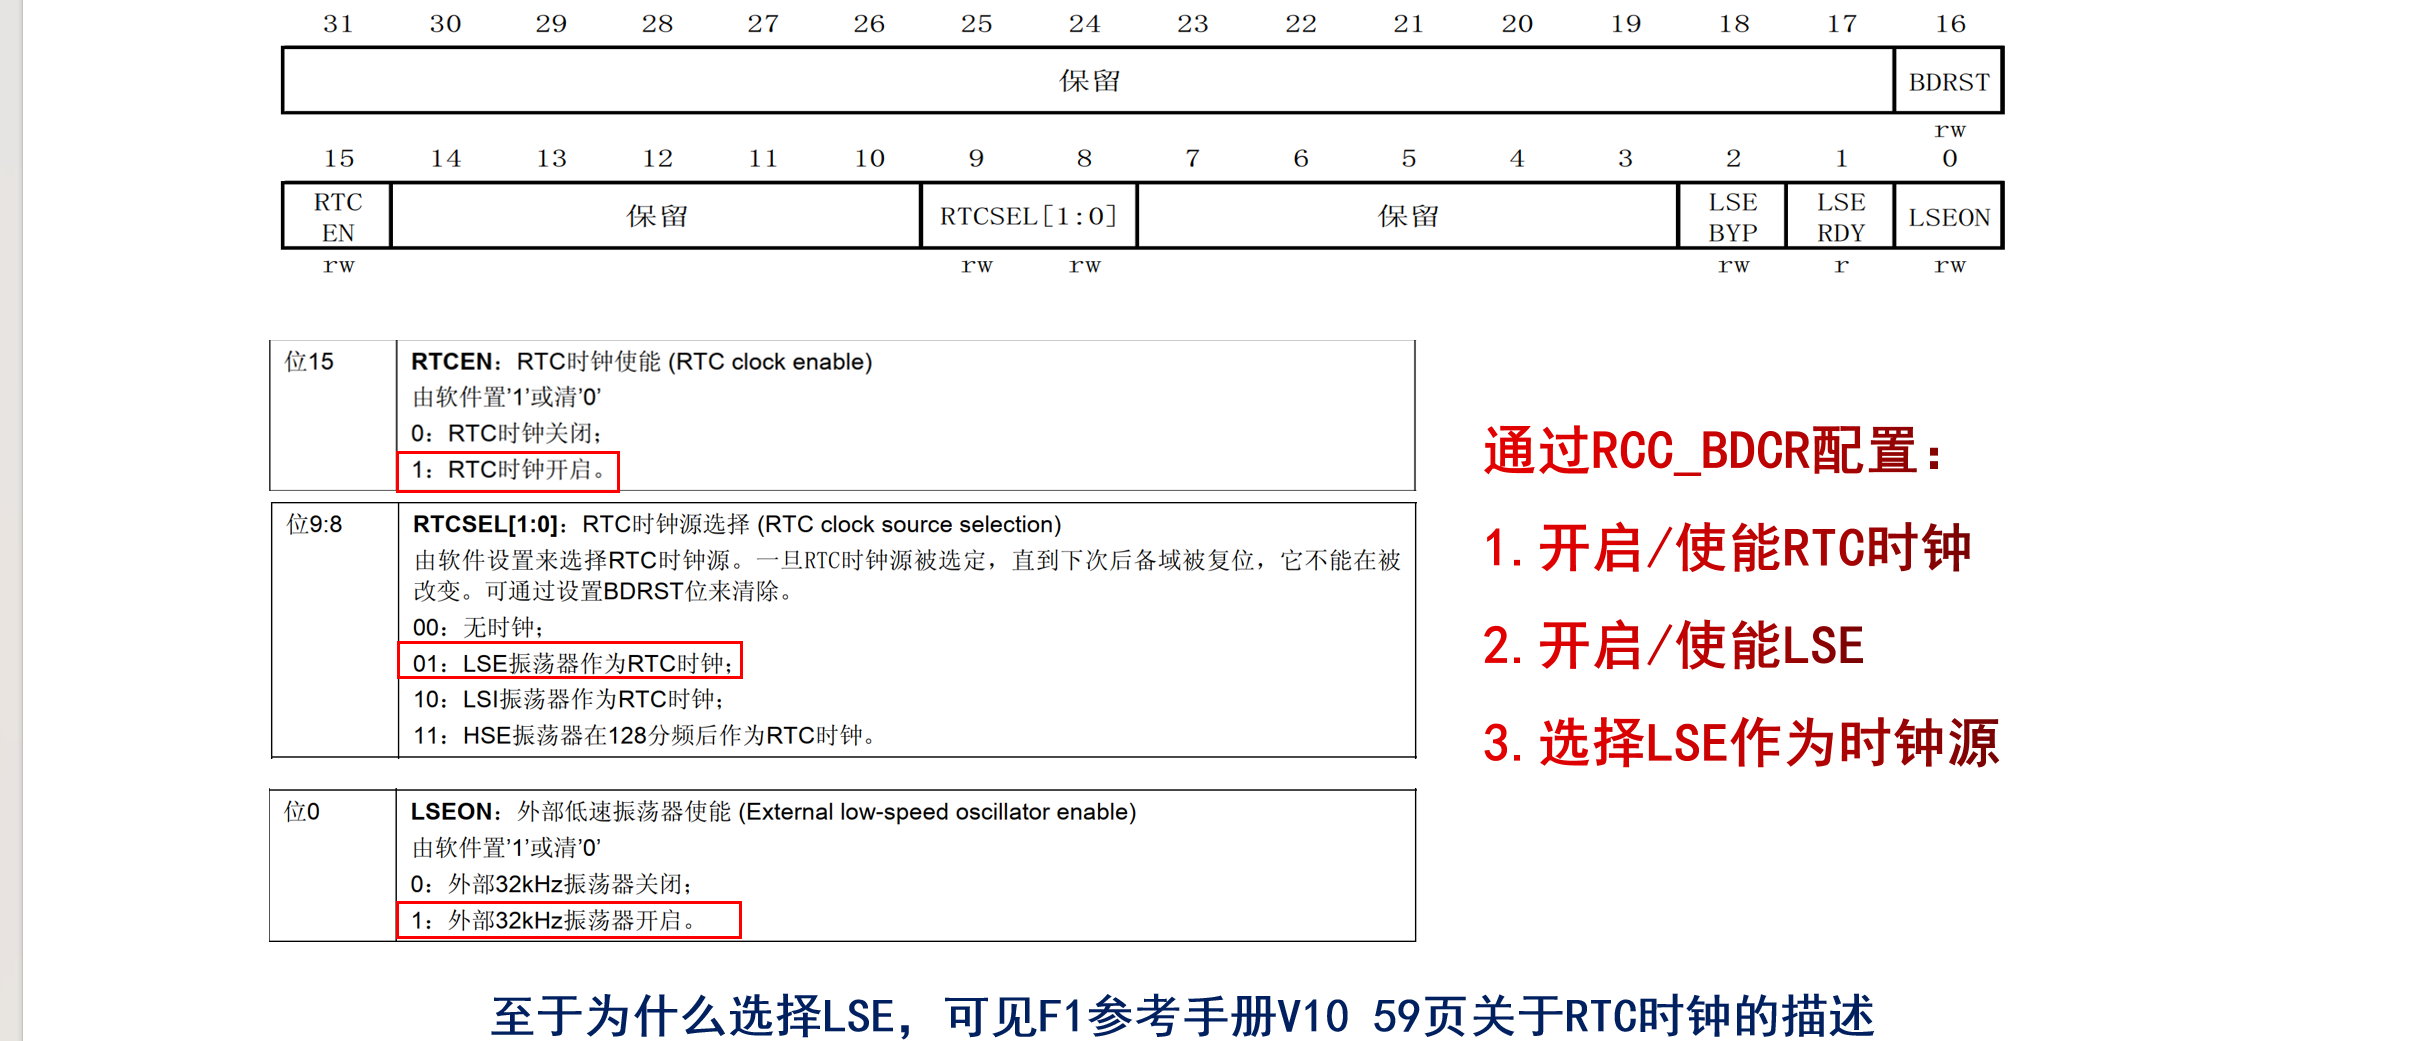 31 30 29 28 27 26 25 24 23 22 21 20 19 18 17 16
保留 BDRST
rw
15 14 13 12 11 10 9 8 7 6 5 4 3 2 1 0
RTC EN 保留 RTCSEL[1:0] 保留 LSE BYP LSE RDY LSEON
rw rw rw rw r rw
位15 RTCEN：RTC时钟使能 (RTC clock enable)
由软件置'1'或清'0'
0：RTC时钟关闭；
1：RTC时钟开启。
位9:8 RTCSEL[1:0]：RTC时钟源选择 (RTC clock source selection)
由软件设置来选择RTC时钟源。一旦RTC时钟源被选定，直到下次后备域被复位，它不能在被
改变。可通过设置BDRST位来清除。
00：无时钟；
01：LSE振荡器作为RTC时钟；
10：LSI振荡器作为RTC时钟；
11：HSE振荡器在128分频后作为RTC时钟。
位0 LSEON：外部低速振荡器使能 (External low-speed oscillator enable)
由软件置'1'或清'0'
0：外部32kHz振荡器关闭；
1：外部32kHz振荡器开启。
通过RCC_BDCR配置：
1.开启/使能RTC时钟
2.开启/使能LSE
3.选择LSE作为时钟源
至于为什么选择LSE，可见F1参考手册V10 59页关于RTC时钟的描述